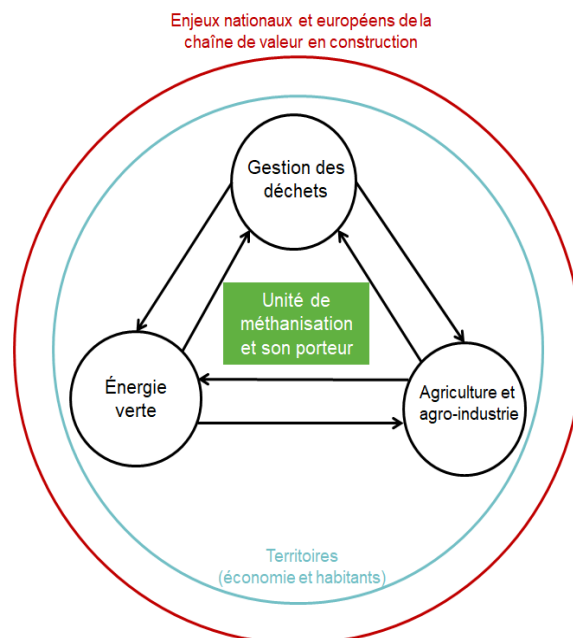 Enjeux nationaux et européens de la
chaîne de valeur en construction
Gestion des
déchets
Unité de
méthanisation
et son porteur
Énergie
verte
Agriculture et
agro-industrie
Territoires
(économie et habitants)